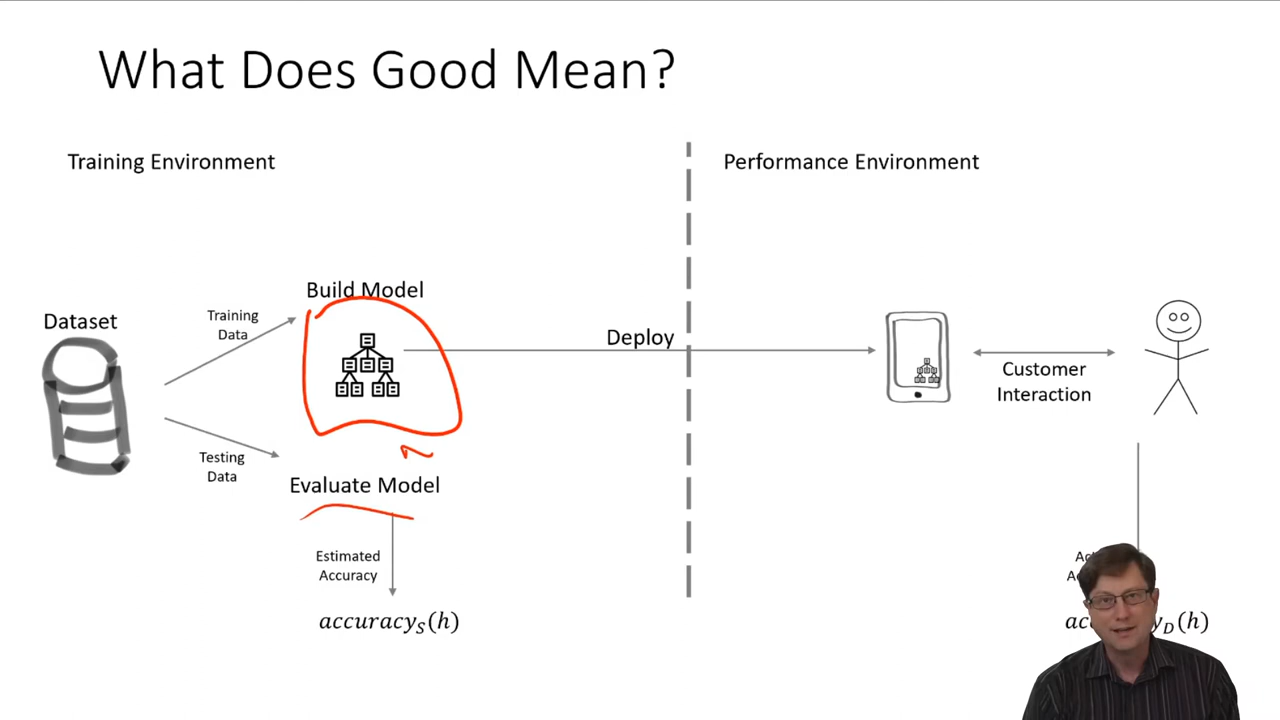 What Does Good Mean?
Training Environment
Performance Environment
Build Model
Dataset
Training
Data
Deploy
Customer
Interaction
Testing
Data
Evaluate Model
Estimated
Accuracy
accuracy_S(h)
y_D(h)